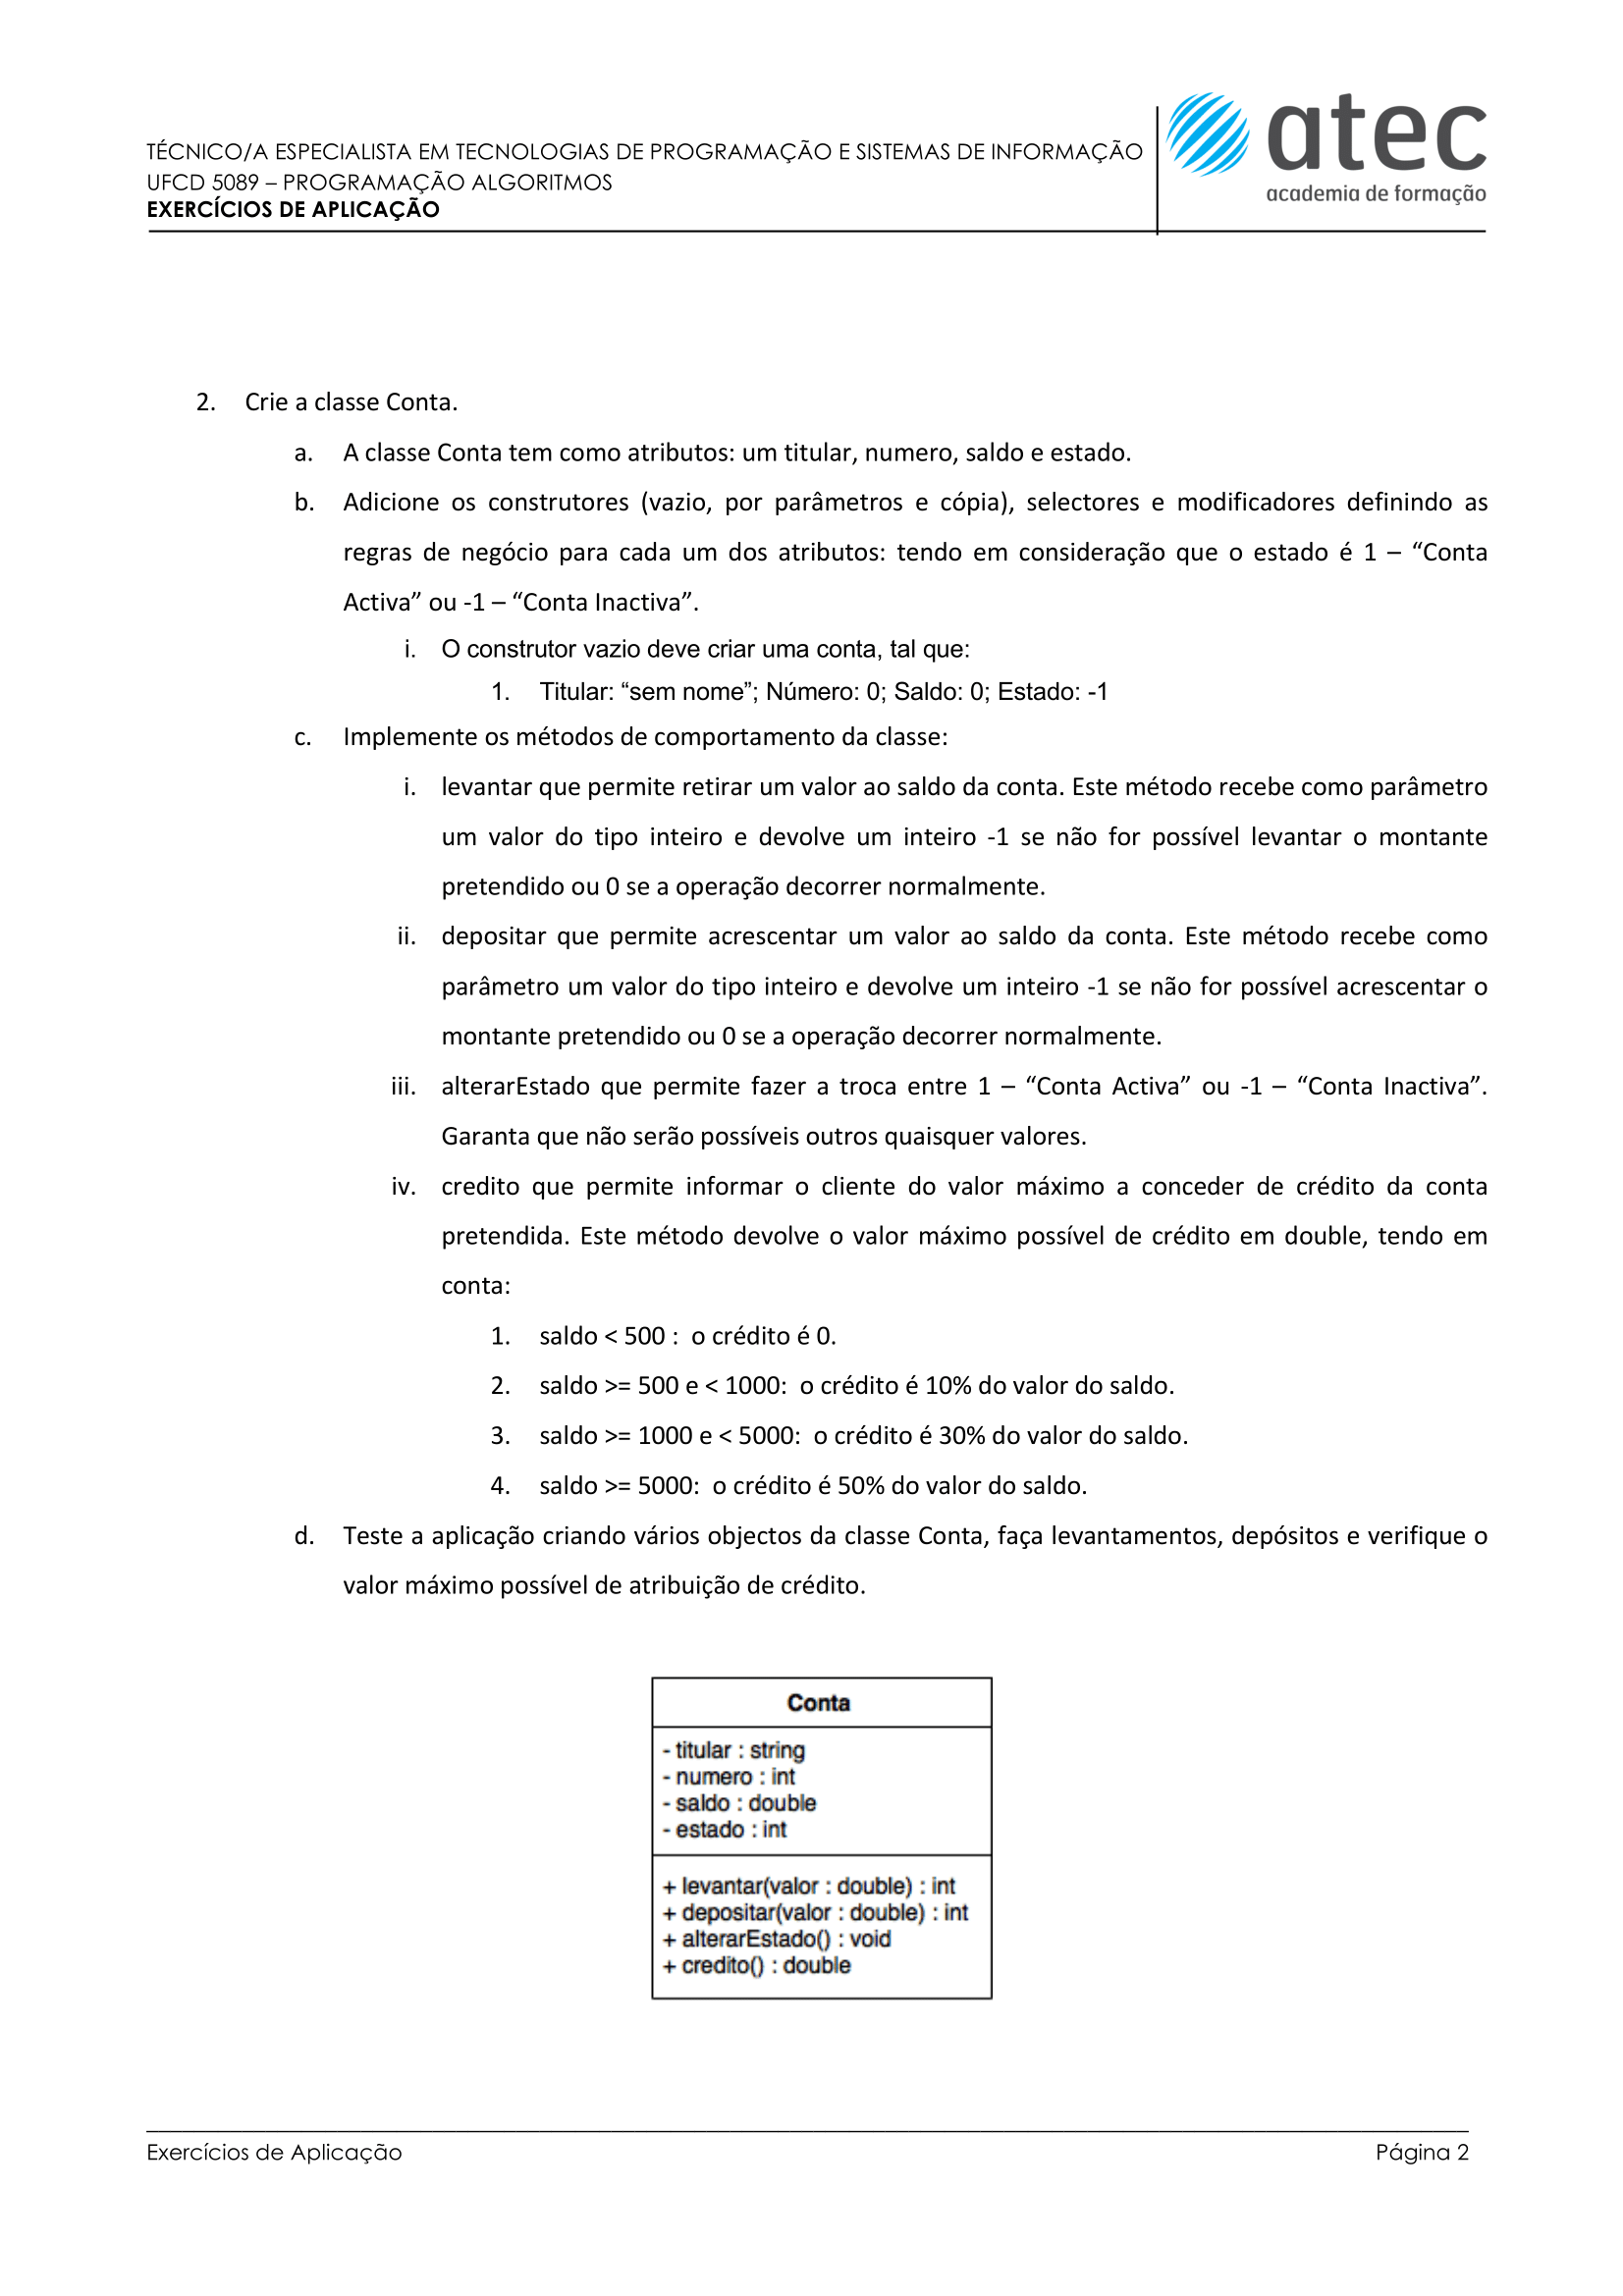 TÉCNICO/A ESPECIALISTA EM TECNOLOGIAS DE PROGRAMAÇÃO E SISTEMAS DE INFORMAÇÃO
UFCD 5089 – PROGRAMAÇÃO ALGORITMOS
EXERCÍCIOS DE APLICAÇÃO
atec
academia de formação
2. Crie a classe Conta.
a. A classe Conta tem como atributos: um titular, numero, saldo e estado.
b. Adicione os construtores (vazio, por parâmetros e cópia), selectores e modificadores definindo as
regras de negócio para cada um dos atributos: tendo em consideração que o estado é 1 – “Conta
Activa” ou -1 – “Conta Inactiva”.
i. O construtor vazio deve criar uma conta, tal que:
1. Titular: “sem nome”; Número: 0; Saldo: 0; Estado: -1
c. Implemente os métodos de comportamento da classe:
i. levantar que permite retirar um valor ao saldo da conta. Este método recebe como parâmetro
um valor do tipo inteiro e devolve um inteiro -1 se não for possível levantar o montante
pretendido ou 0 se a operação decorrer normalmente.
ii. depositar que permite acrescentar um valor ao saldo da conta. Este método recebe como
parâmetro um valor do tipo inteiro e devolve um inteiro -1 se não for possível acrescentar o
montante pretendido ou 0 se a operação decorrer normalmente.
iii. alterarEstado que permite fazer a troca entre 1 – “Conta Activa” ou -1 – “Conta Inactiva”.
Garanta que não serão possíveis outros quaisquer valores.
iv. credito que permite informar o cliente do valor máximo a conceder de crédito da conta
pretendida. Este método devolve o valor máximo possível de crédito em double, tendo em
conta:
1. saldo < 500 : o crédito é 0.
2. saldo >= 500 e < 1000: o crédito é 10% do valor do saldo.
3. saldo >= 1000 e < 5000: o crédito é 30% do valor do saldo.
4. saldo >= 5000: o crédito é 50% do valor do saldo.
d. Teste a aplicação criando vários objectos da classe Conta, faça levantamentos, depósitos e verifique o
valor máximo possível de atribuição de crédito.
Conta
- titular : string
- numero : int
- saldo : double
- estado : int
+ levantar(valor : double) : int
+ depositar(valor : double) : int
+ alterarEstado() : void
+ credito() : double
Exercícios de Aplicação Página 2